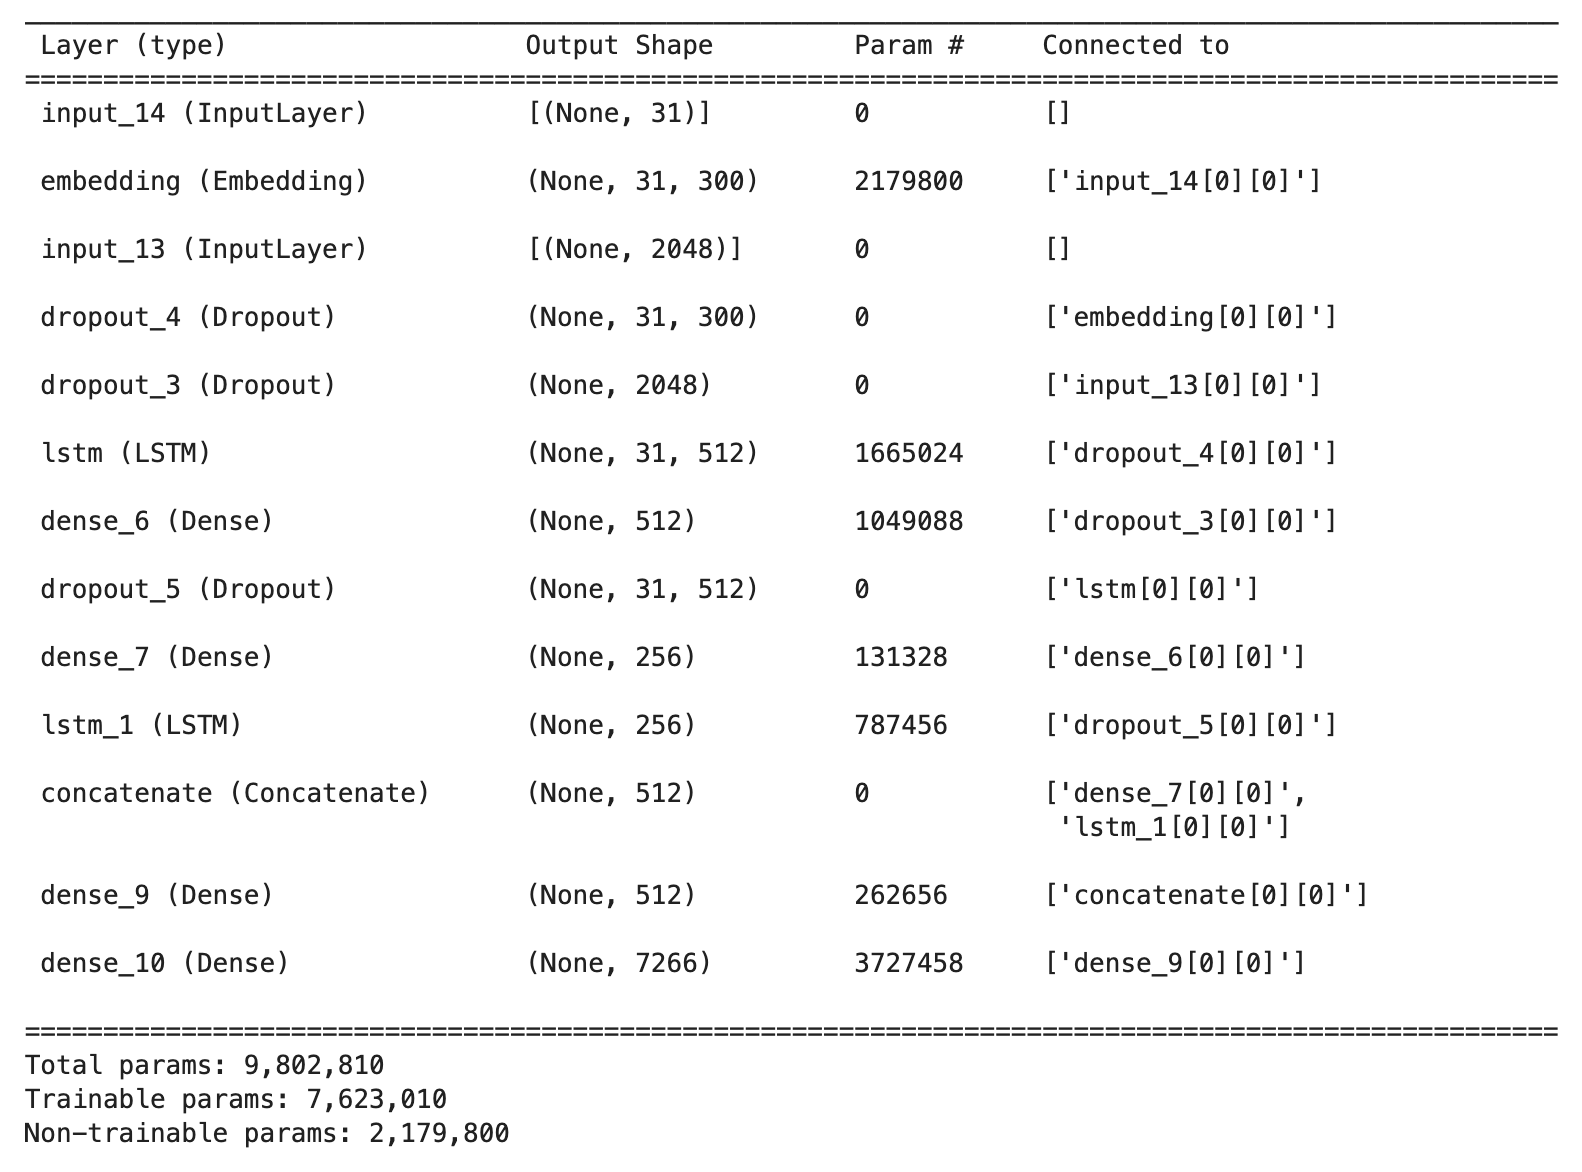 Layer (type) Output Shape Param # Connected to
input_14 (InputLayer) [(None, 31)] 0 []
embedding (Embedding) (None, 31, 300) 2179800 ['input_14[0][0]']
input_13 (InputLayer) [(None, 2048)] 0 []
dropout_4 (Dropout) (None, 31, 300) 0 ['embedding[0][0]']
dropout_3 (Dropout) (None, 2048) 0 ['input_13[0][0]']
lstm (LSTM) (None, 31, 512) 1665024 ['dropout_4[0][0]']
dense_6 (Dense) (None, 512) 1049088 ['dropout_3[0][0]']
dropout_5 (Dropout) (None, 31, 512) 0 ['lstm[0][0]']
dense_7 (Dense) (None, 256) 131328 ['dense_6[0][0]']
lstm_1 (LSTM) (None, 256) 787456 ['dropout_5[0][0]']
concatenate (Concatenate) (None, 512) 0 ['dense_7[0][0]',
'lstm_1[0][0]']
dense_9 (Dense) (None, 512) 262656 ['concatenate[0][0]']
dense_10 (Dense) (None, 7266) 3727458 ['dense_9[0][0]']
Total params: 9,802,810
Trainable params: 7,623,010
Non-trainable params: 2,179,800